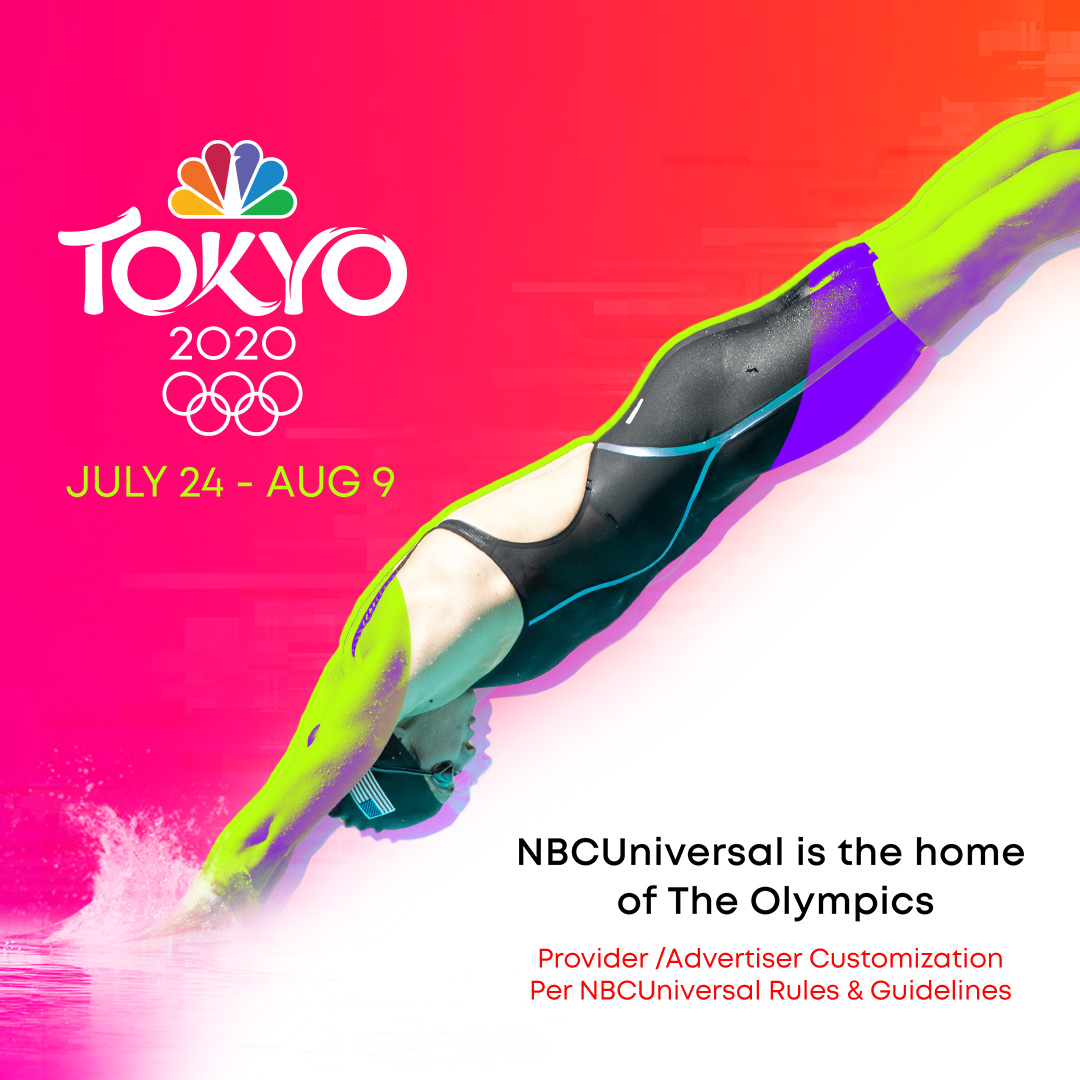 TOKYO
2020
JULY 24 - AUG 9
NBCUniversal is the home
of The Olympics
Provider /Advertiser Customization
Per NBCUniversal Rules & Guidelines